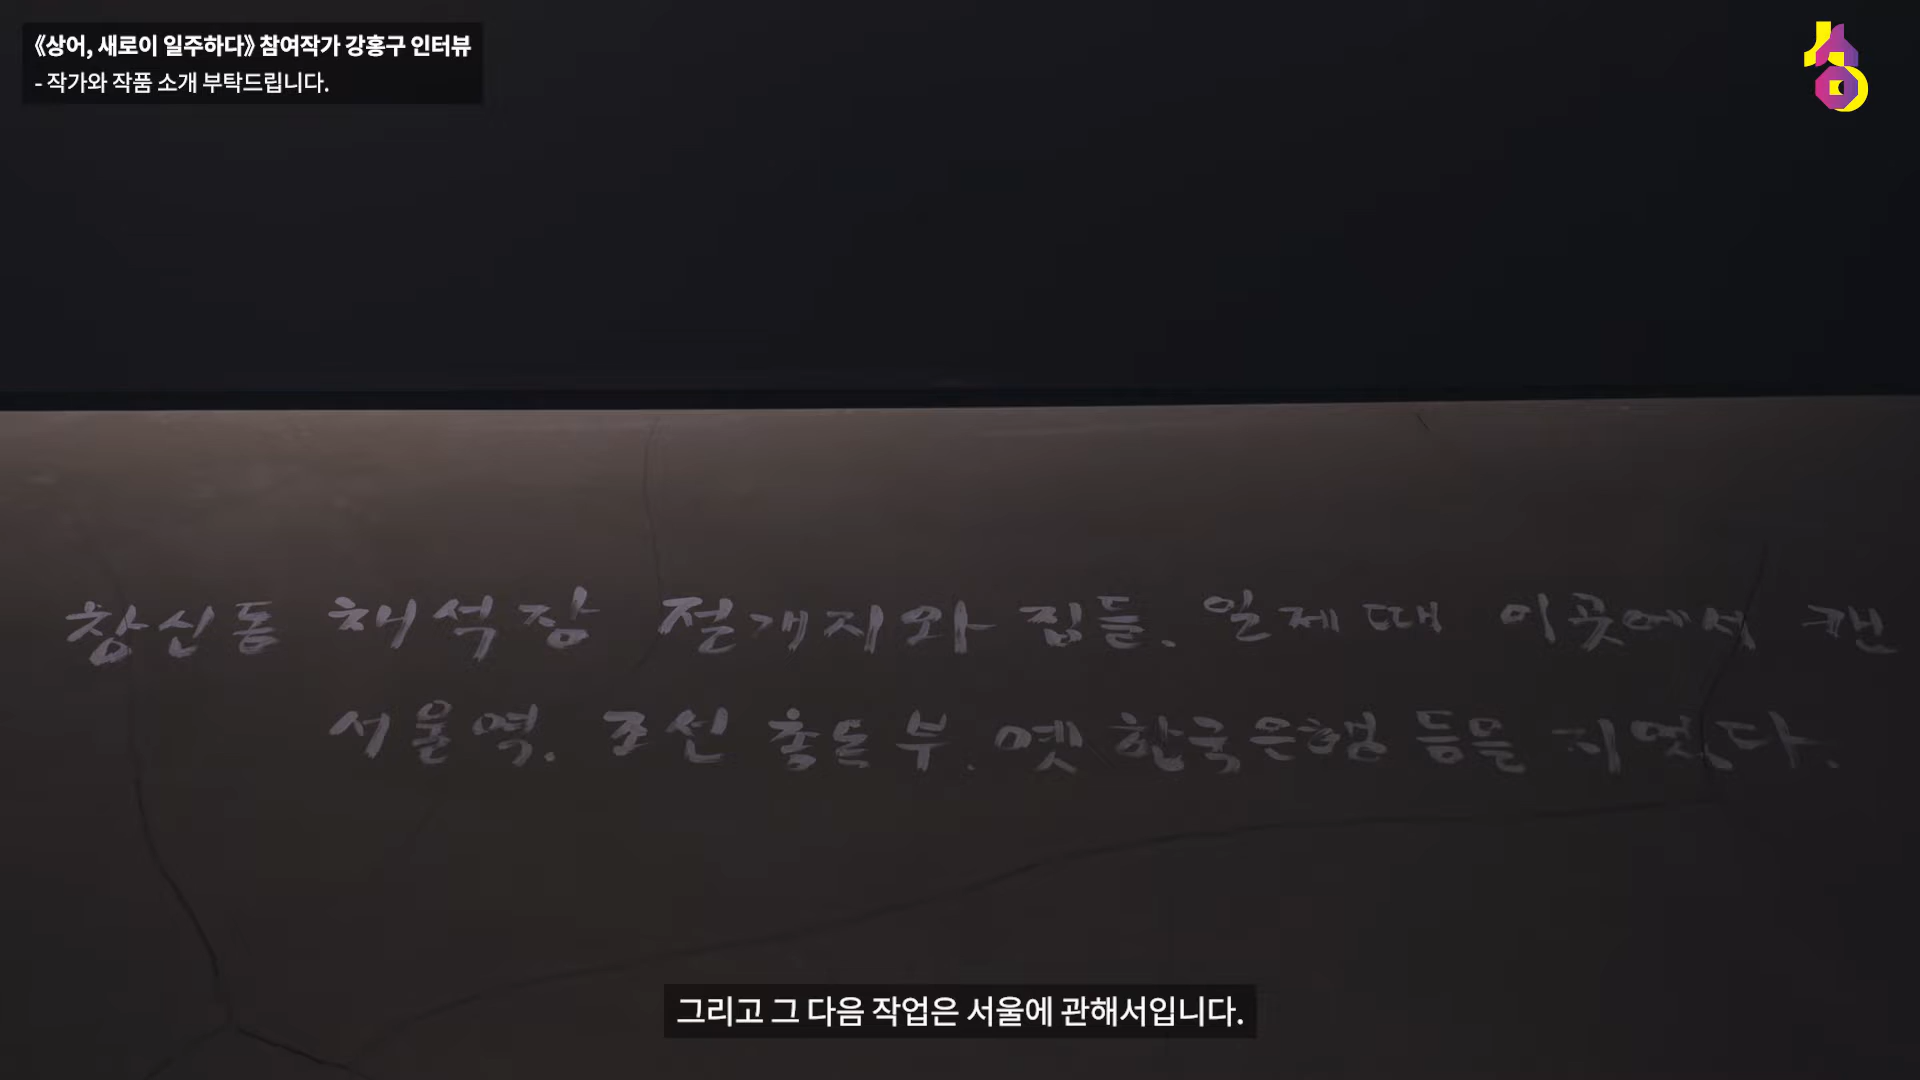 《상어, 새로이 일주하다》 참여작가 강홍구 인터뷰
- 작가와 작품 소개 부탁드립니다.
창신동 채석장 절개지와 집들. 일제때 이곳에서 캔
서울역. 조선 총독부. 옛 한국은행 등을 지었다.
그리고 그 다음 작업은 서울에 관해서입니다.